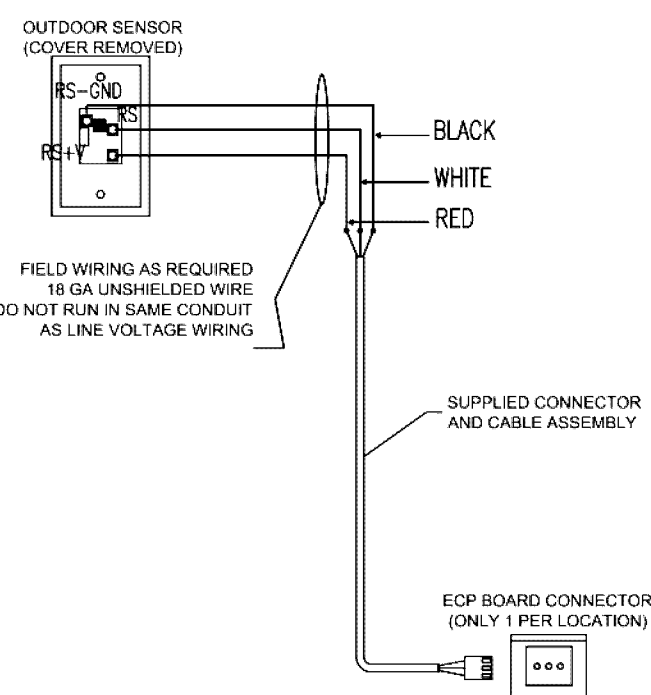 OUTDOOR SENSOR
(COVER REMOVED)
RS-GND
RS
RS+V
BLACK
WHITE
RED
FIELD WIRING AS REQUIRED
18 GA UNSHIELDED WIRE
DO NOT RUN IN SAME CONDUIT
AS LINE VOLTAGE WIRING
SUPPLIED CONNECTOR
AND CABLE ASSEMBLY
ECP BOARD CONNECTOR
(ONLY 1 PER LOCATION)